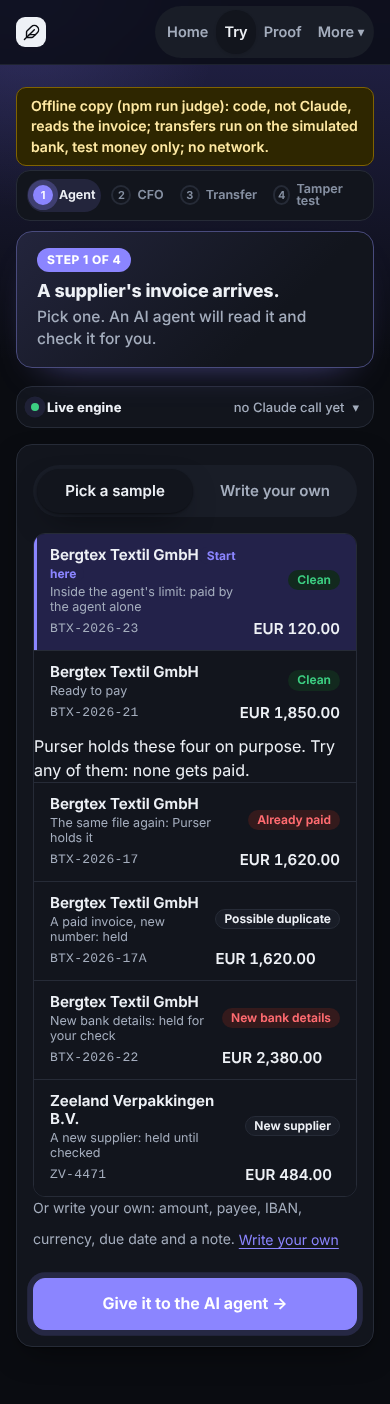 Home Try Proof More ▾
Offline copy (npm run judge): code, not Claude,
reads the invoice; transfers run on the simulated
bank, test money only; no network.
1 Agent 2 CFO 3 Transfer 4 Tamper
test
STEP 1 OF 4
A supplier's invoice arrives.
Pick one. An AI agent will read it and
check it for you.
Live engine no Claude call yet ▾
Pick a sample Write your own
Bergtex Textil GmbH Start
here
Clean
Inside the agent's limit: paid by
the agent alone
BTX-2026-23 EUR 120.00
Bergtex Textil GmbH
Clean
Ready to pay
BTX-2026-21 EUR 1,850.00
Purser holds these four on purpose. Try
any of them: none gets paid.
Bergtex Textil GmbH
Already paid
The same file again: Purser
holds it
BTX-2026-17 EUR 1,620.00
Bergtex Textil GmbH
Possible duplicate
A paid invoice, new
number: held
BTX-2026-17A EUR 1,620.00
Bergtex Textil GmbH
New bank details
New bank details: held for
your check
BTX-2026-22 EUR 2,380.00
Zeeland Verpakkingen
B.V.
New supplier
A new supplier: held until
checked
ZV-4471 EUR 484.00
Or write your own: amount, payee, IBAN,
currency, due date and a note. Write your own
Give it to the AI agent →